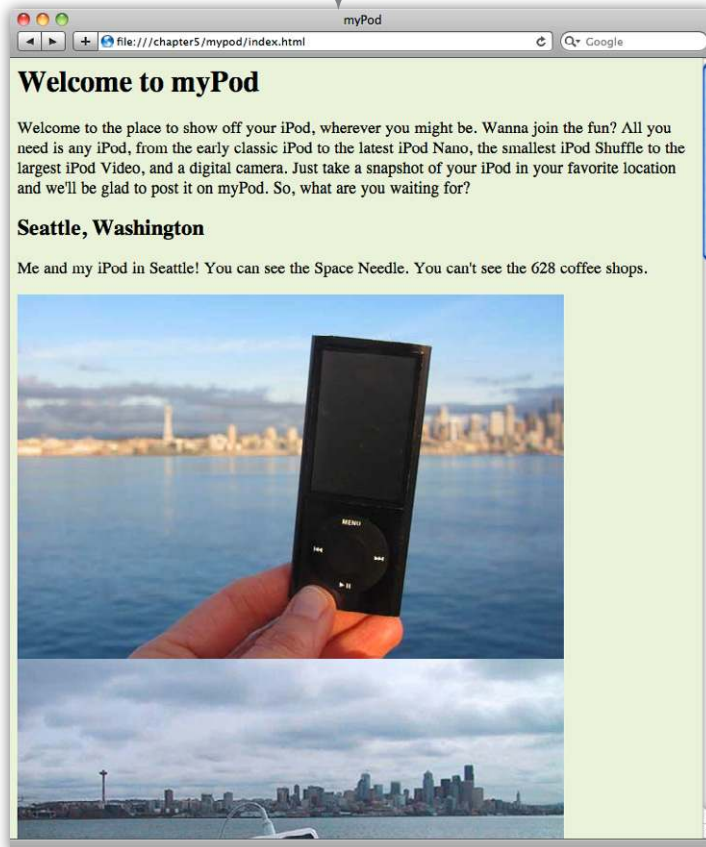 myPod
file:///chapter5/mypod/index.html
Google
Welcome to myPod
Welcome to the place to show off your iPod, wherever you might be. Wanna join the fun? All you
need is any iPod, from the early classic iPod to the latest iPod Nano, the smallest iPod Shuffle to the
largest iPod Video, and a digital camera. Just take a snapshot of your iPod in your favorite location
and we'll be glad to post it on myPod. So, what are you waiting for?
Seattle, Washington
Me and my iPod in Seattle! You can see the Space Needle. You can't see the 628 coffee shops.
MENU